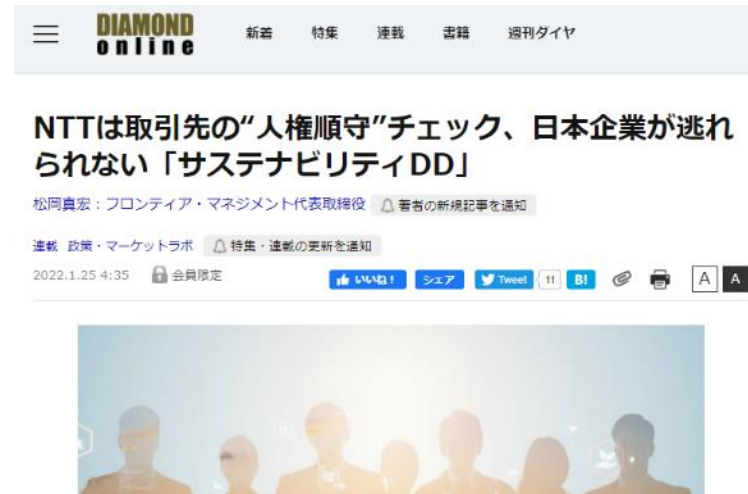 DIAMOND
online
新着 特集 連載 書籍 週刊ダイヤ
NTTは取引先の“人権順守”チェック、日本企業が逃れ
られない「サステナビリティDD」
松岡真宏：フロンティア・マネジメント代表取締役 著者の新規記事を通知
連載 政策・マーケットラボ 特集・連載の更新を通知
2022.1.25 4:35 会員限定 いいね！ シェア Tweet 11 B! A A